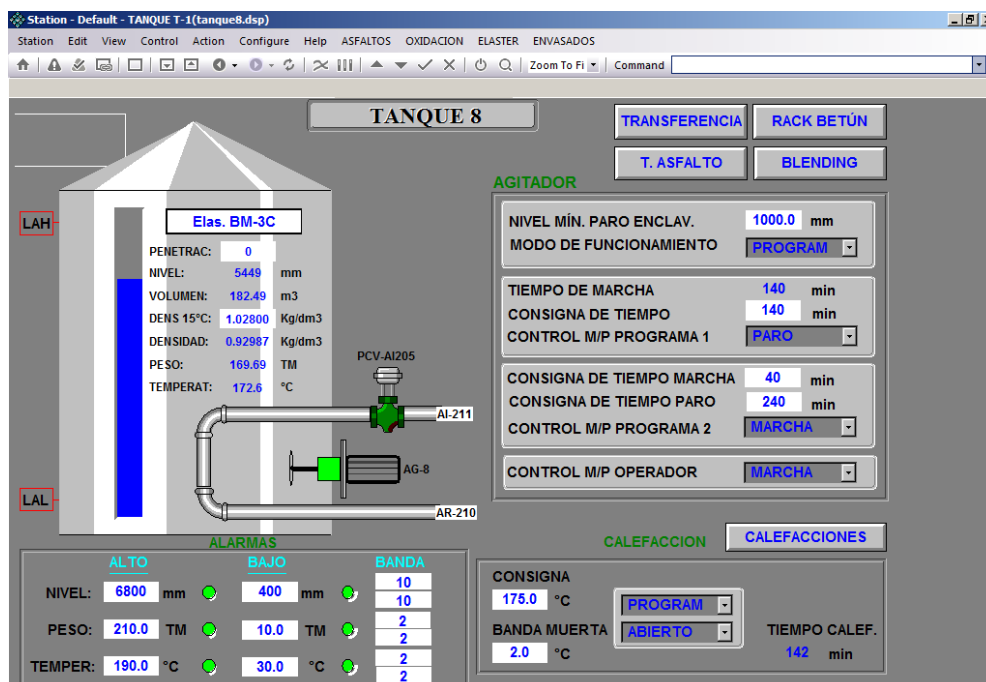 Station - Default - TANQUE T-1(tanque8.dsp)
Station Edit View Control Action Configure Help ASFALTOS OXIDACION ELASTER ENVASADOS
Zoom To Fi Command
TANQUE 8
TRANSFERENCIA RACK BETÚN
T. ASFALTO BLENDING
LAH
Elas. BM-3C
PENETRAC: 0
NIVEL: 5449 mm
VOLUMEN: 182.49 m3
DENS 15ºC: 1.02800 Kg/dm3
DENSIDAD: 0.92987 Kg/dm3
PESO: 169.69 TM
TEMPERAT: 172.6 °C
PCV-AI205
AI-211
AG-8
LAL
AR-210
AGITADOR
NIVEL MÍN. PARO ENCLAV. 1000.0 mm
MODO DE FUNCIONAMIENTO PROGRAM
TIEMPO DE MARCHA 140 min
CONSIGNA DE TIEMPO 140 min
CONTROL M/P PROGRAMA 1 PARO
CONSIGNA DE TIEMPO MARCHA 40 min
CONSIGNA DE TIEMPO PARO 240 min
CONTROL M/P PROGRAMA 2 MARCHA
CONTROL M/P OPERADOR MARCHA
ALARMAS
ALTO BAJO BANDA
NIVEL: 6800 mm 400 mm 10
10
PESO: 210.0 TM 10.0 TM 2
2
TEMPER: 190.0 °C 30.0 °C 2
2
CALEFACCION CALEFACCIONES
CONSIGNA
175.0 °C PROGRAM
BANDA MUERTA ABIERTO TIEMPO CALEF.
2.0 °C 142 min